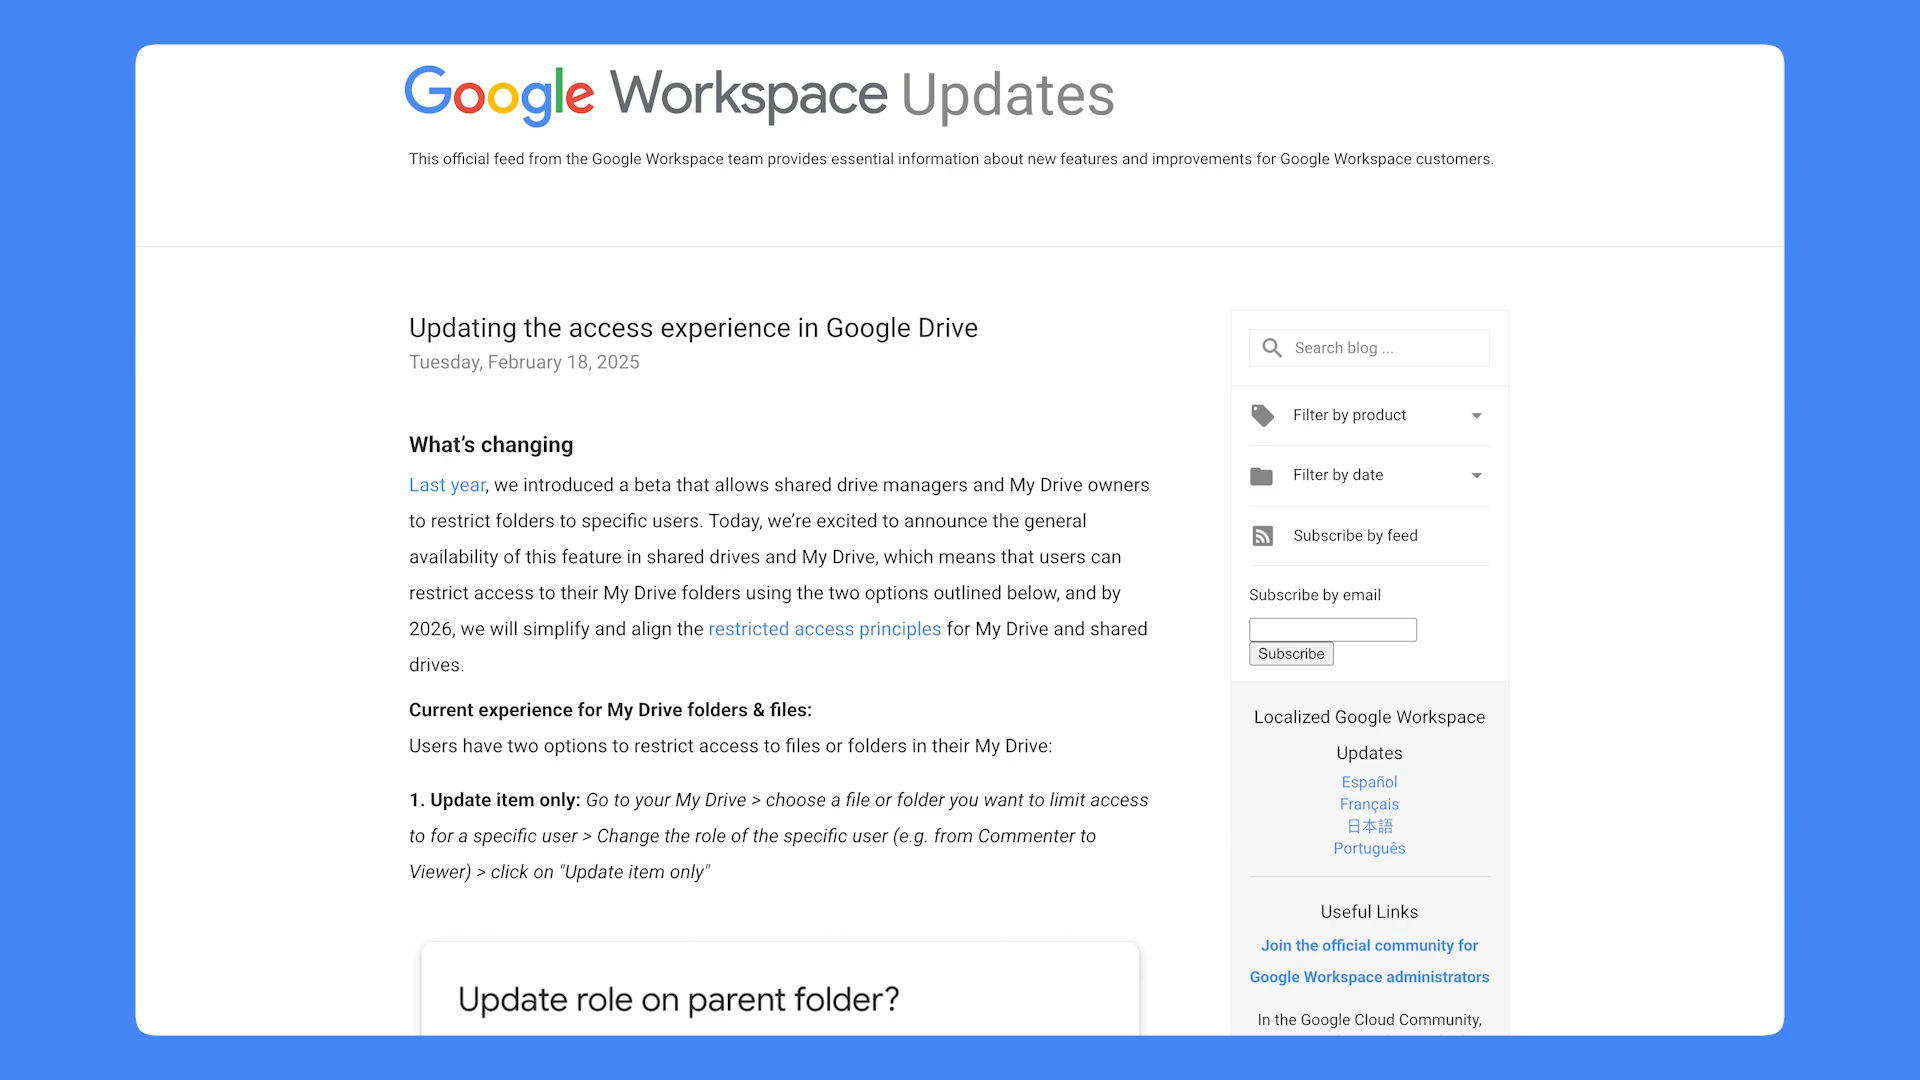 Google Workspace Updates
This official feed from the Google Workspace team provides essential information about new features and improvements for Google Workspace customers.
Updating the access experience in Google Drive
Tuesday, February 18, 2025
What’s changing
Last year, we introduced a beta that allows shared drive managers and My Drive owners
to restrict folders to specific users. Today, we’re excited to announce the general
availability of this feature in shared drives and My Drive, which means that users can
restrict access to their My Drive folders using the two options outlined below, and by
2026, we will simplify and align the restricted access principles for My Drive and shared
drives.
Current experience for My Drive folders & files:
Users have two options to restrict access to files or folders in their My Drive:
1. Update item only: Go to your My Drive > choose a file or folder you want to limit access
to for a specific user > Change the role of the specific user (e.g. from Commenter to
Viewer) > click on "Update item only"
Update role on parent folder?
Search blog ...
Filter by product
Filter by date
Subscribe by feed
Subscribe by email
Subscribe
Localized Google Workspace
Updates
Español
Français
日本語
Português
Useful Links
Join the official community for
Google Workspace administrators
In the Google Cloud Community,